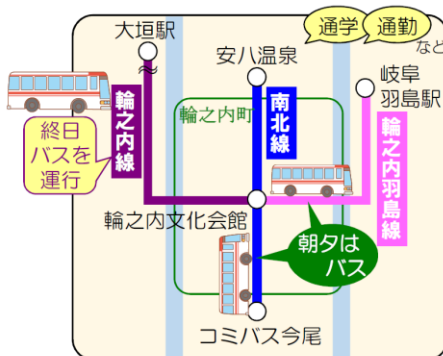 大垣駅
安八温泉
通学
通勤
など
岐阜
羽島駅
輪之内線
終日
バスを
運行
輪之内町
南北線
輪之内羽島線
輪之内文化会館
朝夕は
バス
コミバス今尾